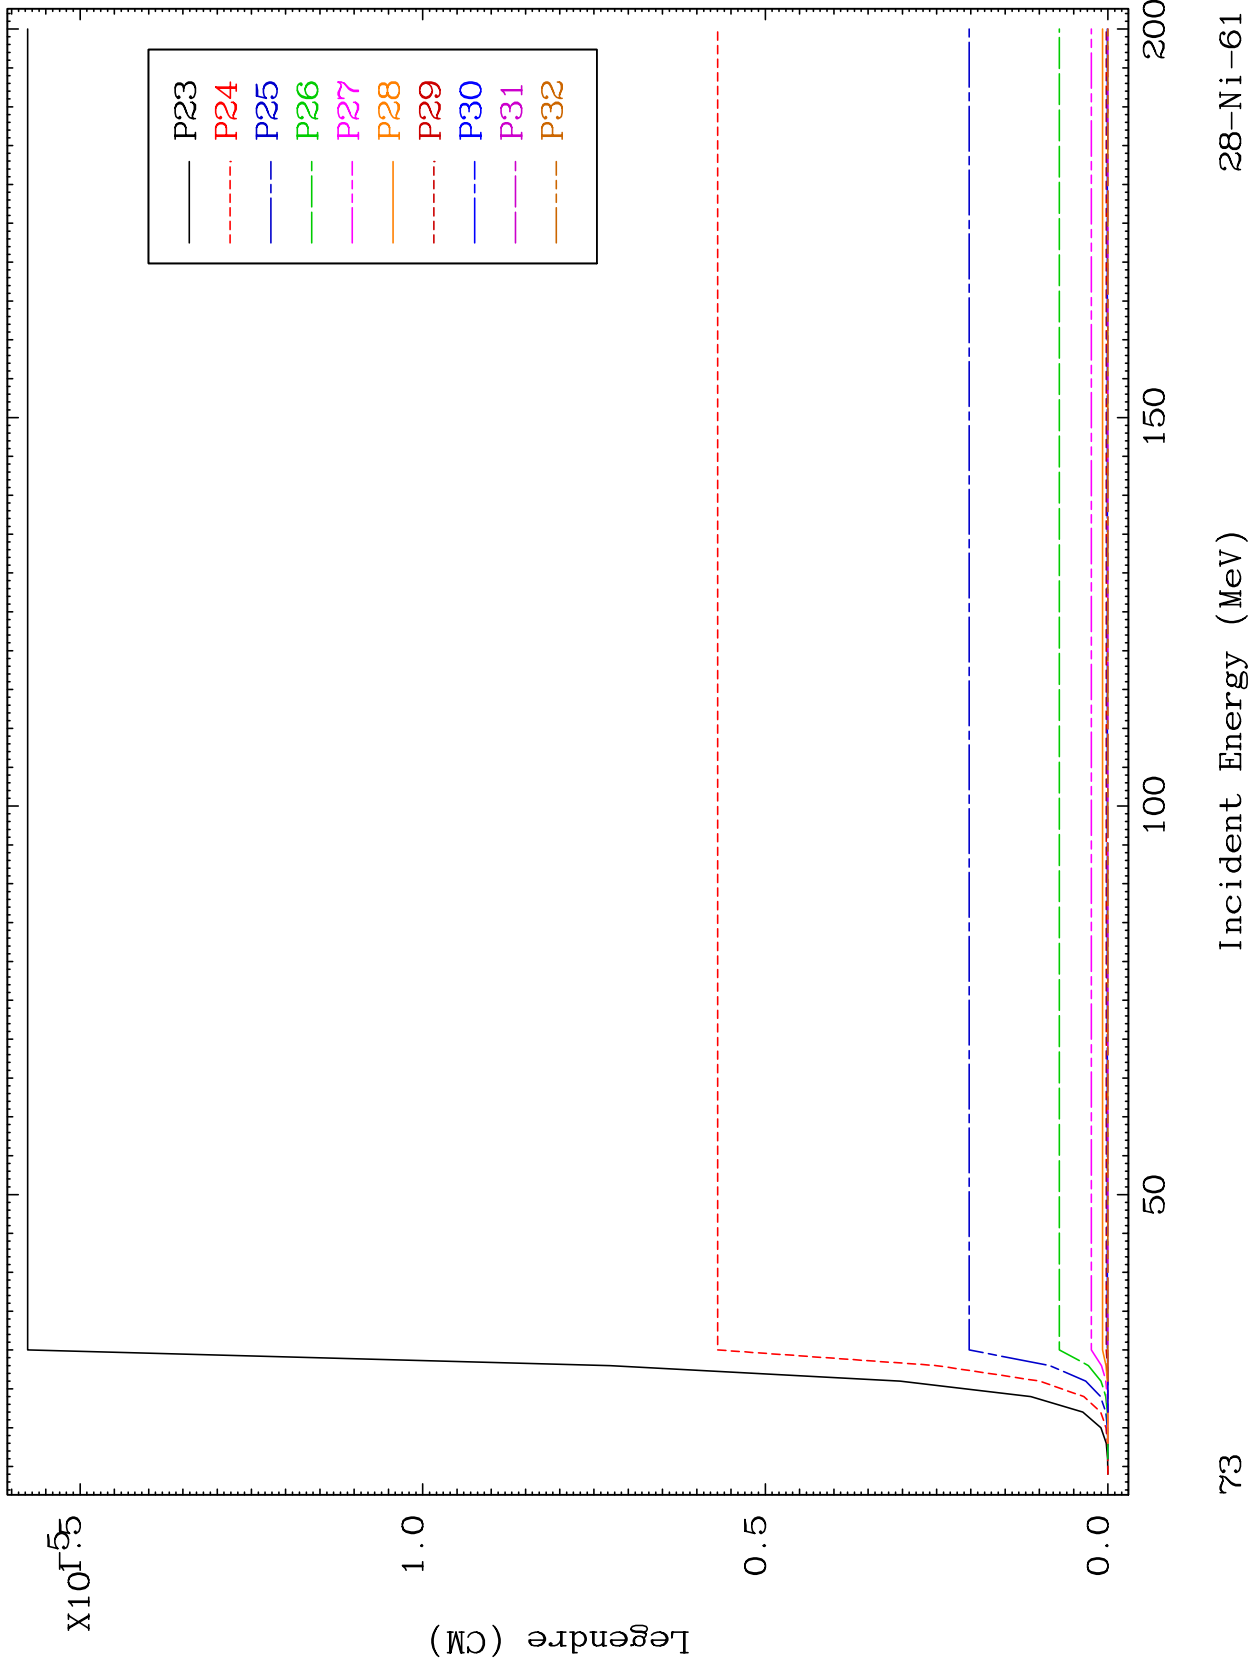 X10-5
1.5
1.0
0.5
0.0
Legendre (CM)
P23
P24
P25
P26
P27
P28
P29
P30
P31
P32
50 100 150 200
73 Incident Energy (MeV) 28-Ni-61